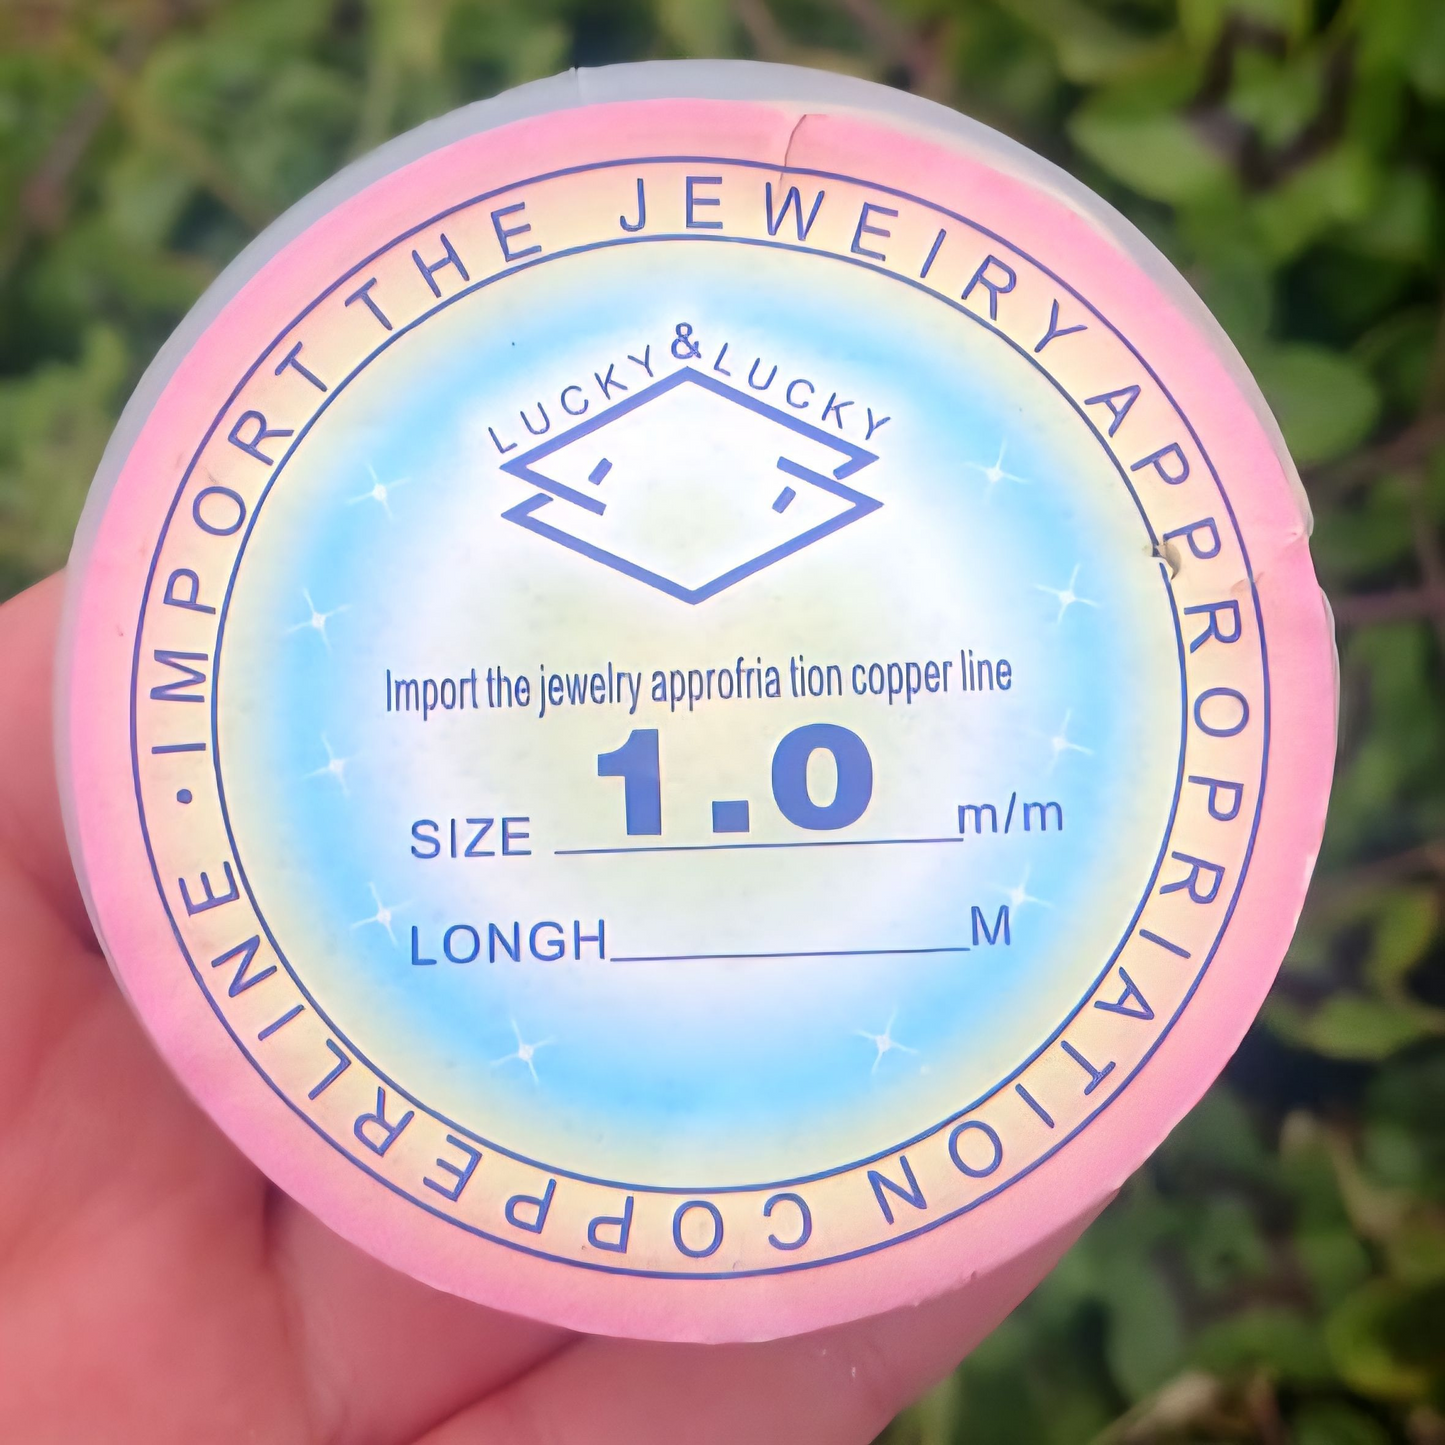 IMPORT THE JEWEIRY APPROPRIATION COPPERLINE ·
LUCKY & LUCKY
Import the jewelry approfria tion copper line
SIZE 1.0 m/m
LONGH M